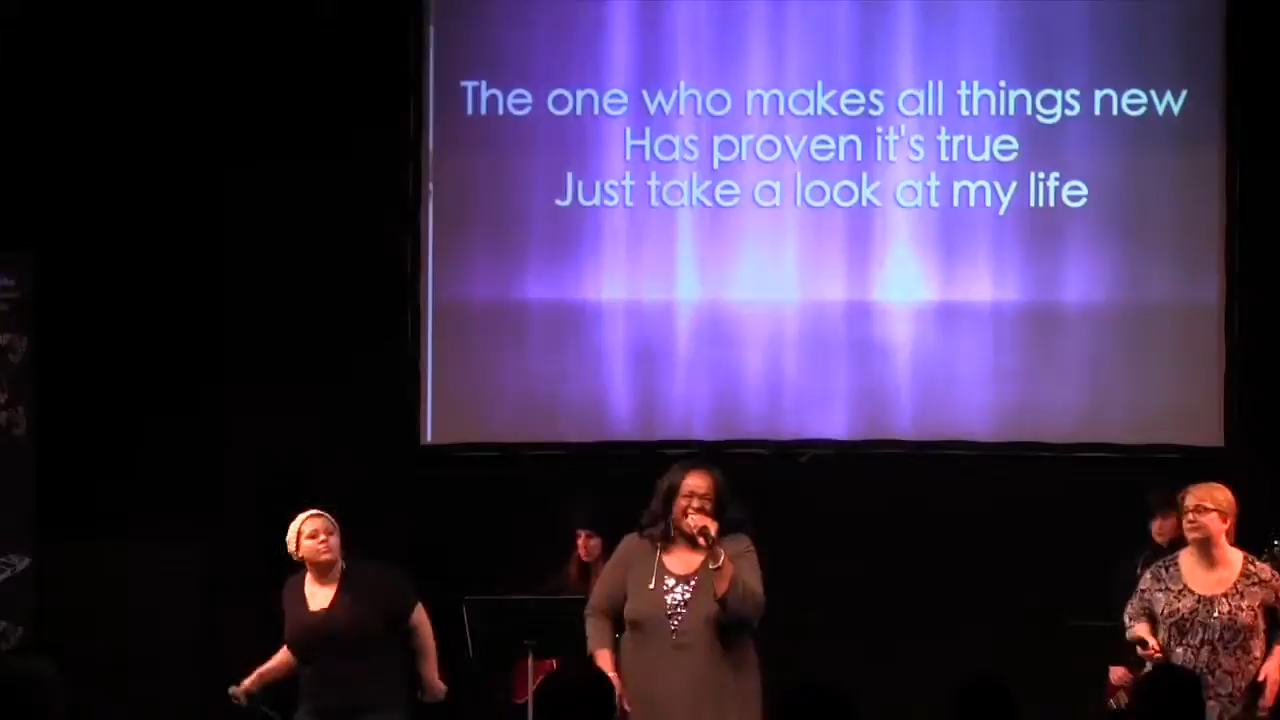 The one who makes all things new
Has proven it's true
Just take a look at my life